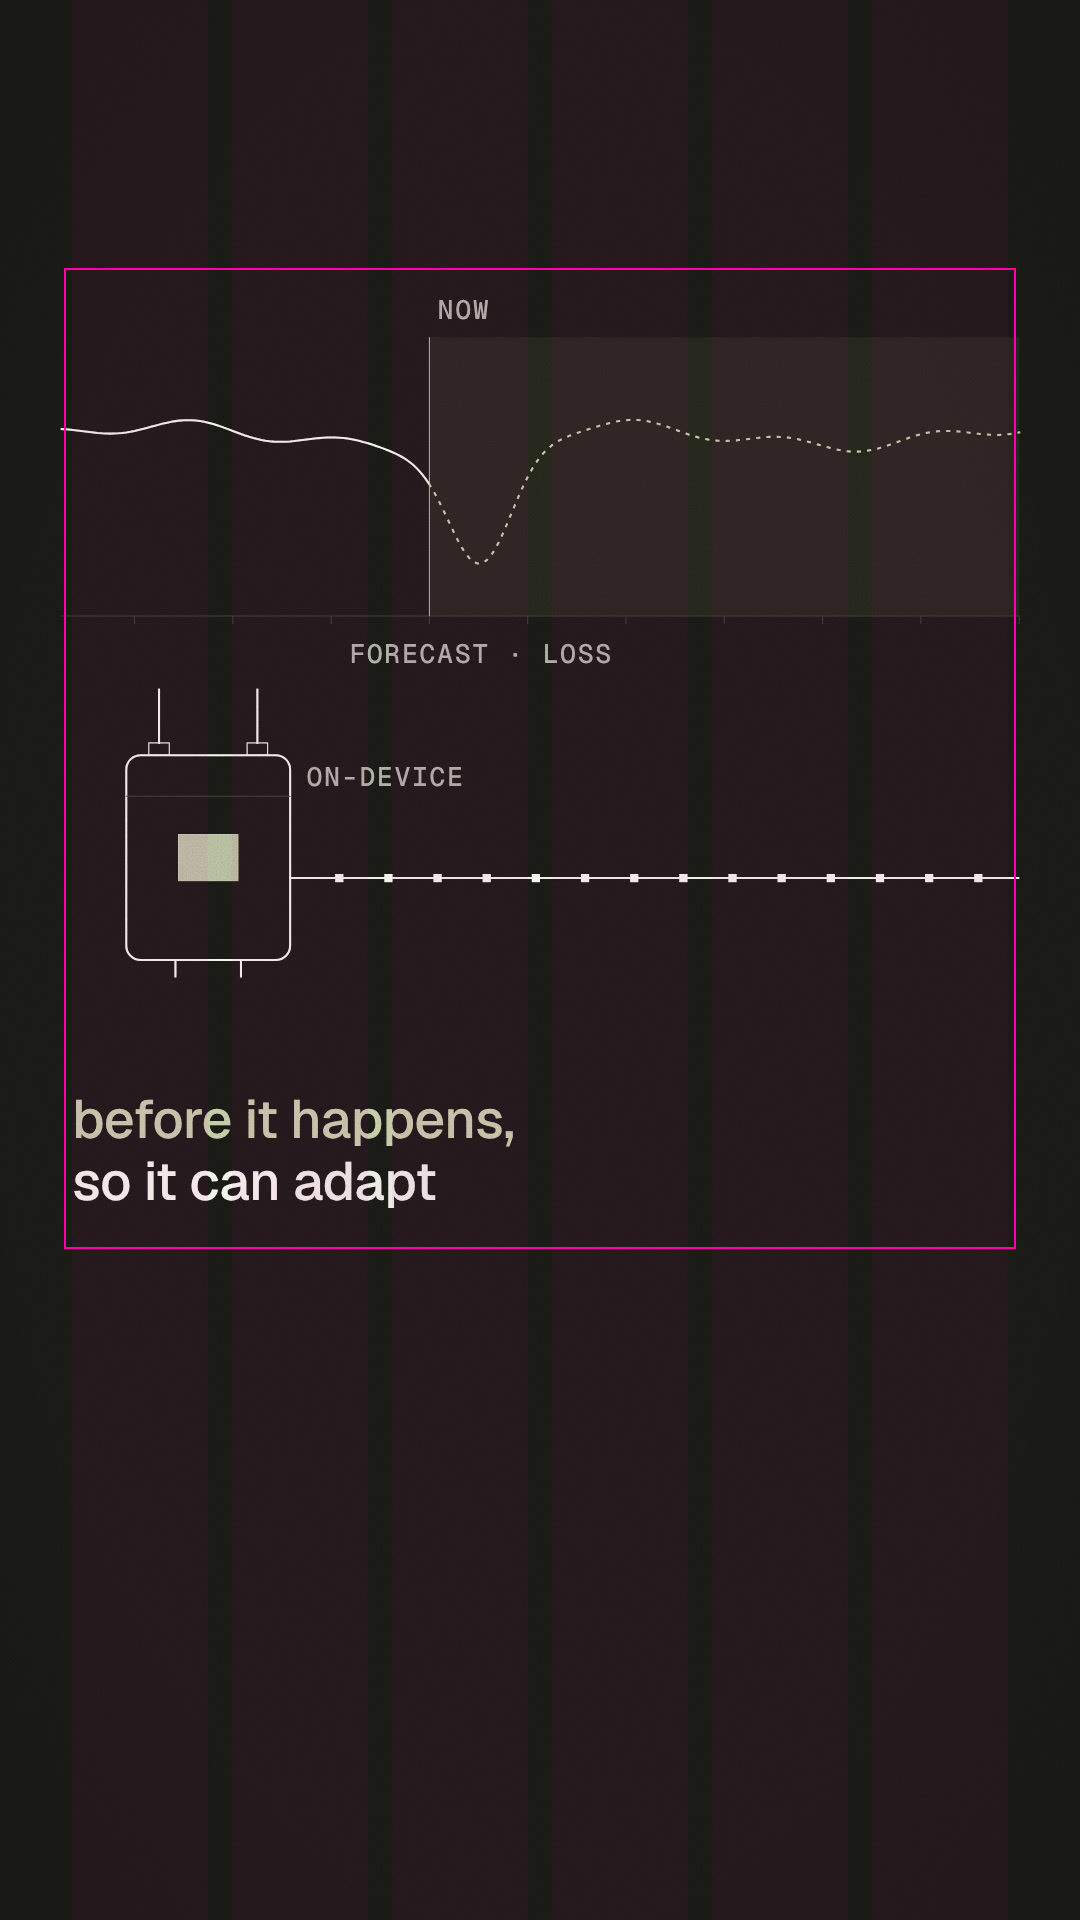 NOW
FORECAST · LOSS
ON-DEVICE
before it happens,
so it can adapt